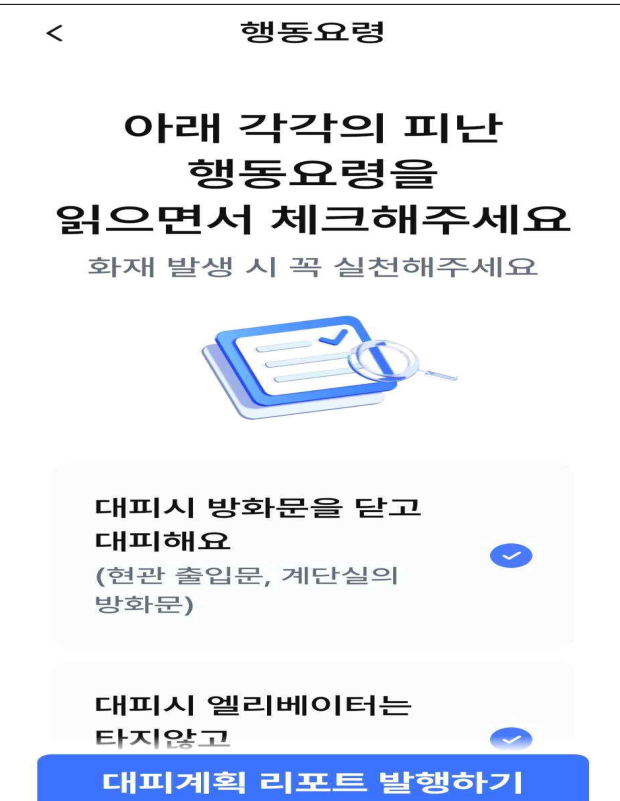 행동요령
아래 각각의 피난
행동요령을
읽으면서 체크해주세요
화재 발생 시 꼭 실천해주세요
대피시 방화문을 닫고
대피해요
(현관 출입문, 계단실의
방화문)
대피시 엘리베이터는
타지않고
대피계획 리포트 발행하기